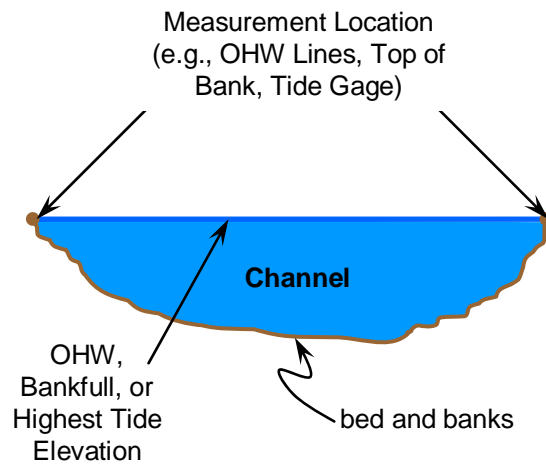 Measurement Location
(e.g., OHW Lines, Top of
Bank, Tide Gage)
Channel
OHW,
Bankfull, or
Highest Tide
Elevation
bed and banks